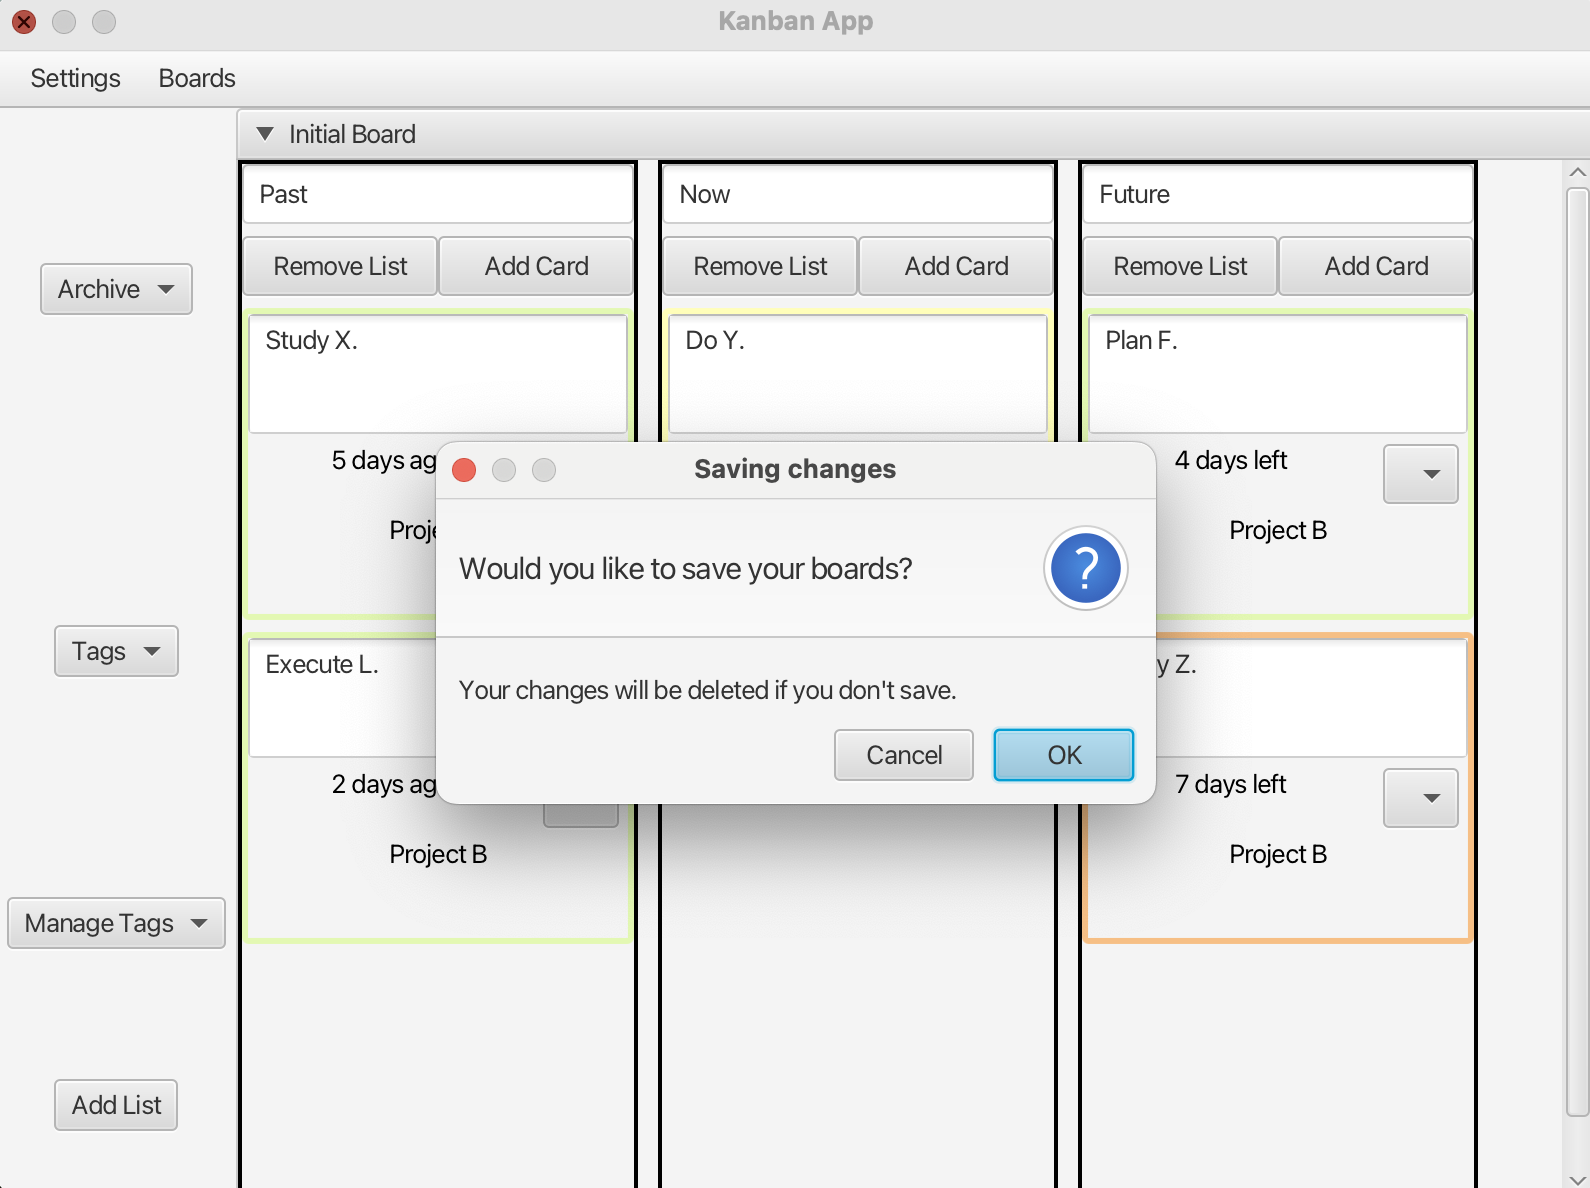 Kanban App
Settings Boards
Initial Board
Past Now Future
Remove List Add Card Remove List Add Card Remove List Add Card
Archive
Study X. Do Y. Plan F.
5 days 4 days left
Project B
Saving changes
Would you like to save your boards?
?
Your changes will be deleted if you don't save.
Cancel OK
Tags
Execute L. Z.
2 days 7 days left
Project B Project B
Manage Tags
Add List